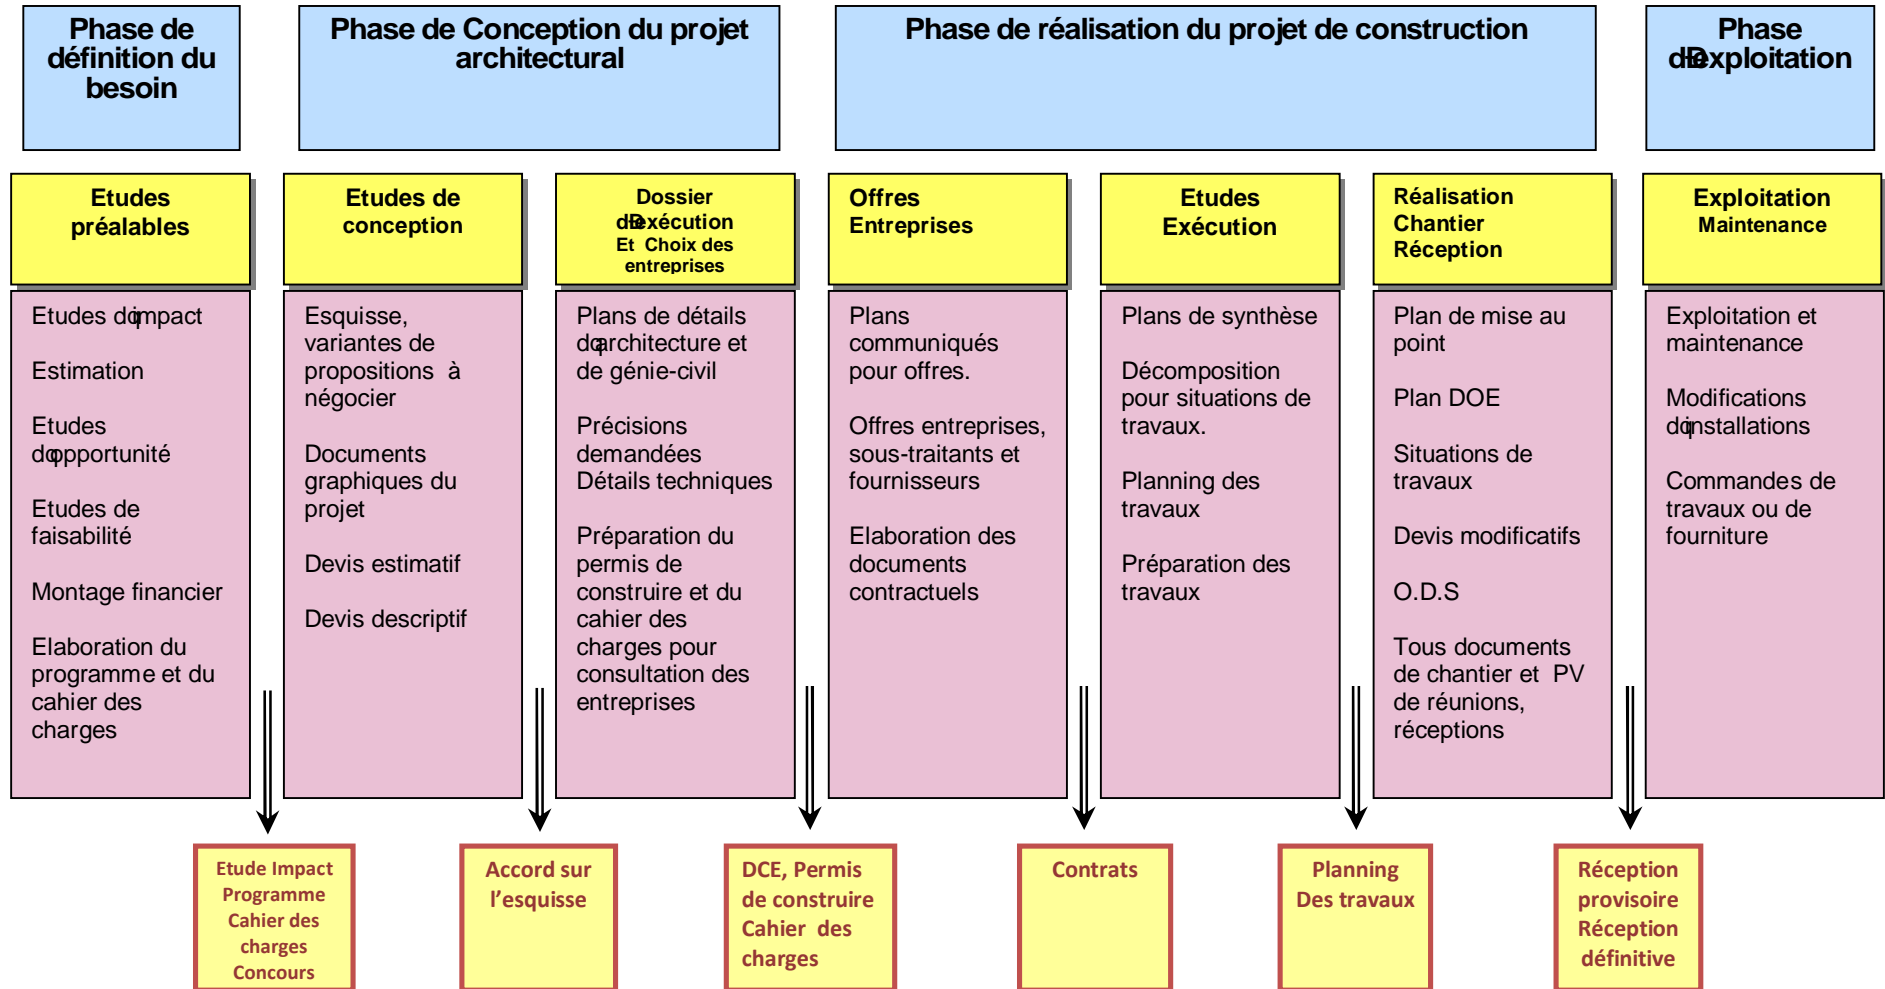 Phase de
définition du
besoin
Phase de Conception du projet
architectural
Phase de réalisation du projet de construction
Phase
d'exploitation
Etudes
préalables
Etudes de
conception
Dossier
d'exécution
Et Choix des
entreprises
Offres
Entreprises
Etudes
Exécution
Réalisation
Chantier
Réception
Exploitation
Maintenance
Etudes d'impact
Estimation
Etudes
d'opportunité
Etudes de
faisabilité
Montage financier
Elaboration du
programme et du
cahier des
charges
Esquisse,
variantes de
propositions à
négocier
Documents
graphiques du
projet
Devis estimatif
Devis descriptif
Plans de détails
d'architecture et
de génie-civil
Précisions
demandées
Détails techniques
Préparation du
permis de
construire et du
cahier des
charges pour
consultation des
entreprises
Plans
communiqués
pour offres.
Offres entreprises,
sous-traitants et
fournisseurs
Elaboration des
documents
contractuels
Plans de synthèse
Décomposition
pour situations de
travaux.
Planning des
travaux
Préparation des
travaux
Plan de mise au
point
Plan DOE
Situations de
travaux
Devis modificatifs
O.D.S
Tous documents
de chantier et PV
de réunions,
réceptions
Exploitation et
maintenance
Modifications
d'installations
Commandes de
travaux ou de
fourniture
Etude Impact
Programme
Cahier des
charges
Concours
Accord sur
l'esquisse
DCE, Permis
de construire
Cahier des
charges
Contrats
Planning
Des travaux
Réception
provisoire
Réception
définitive